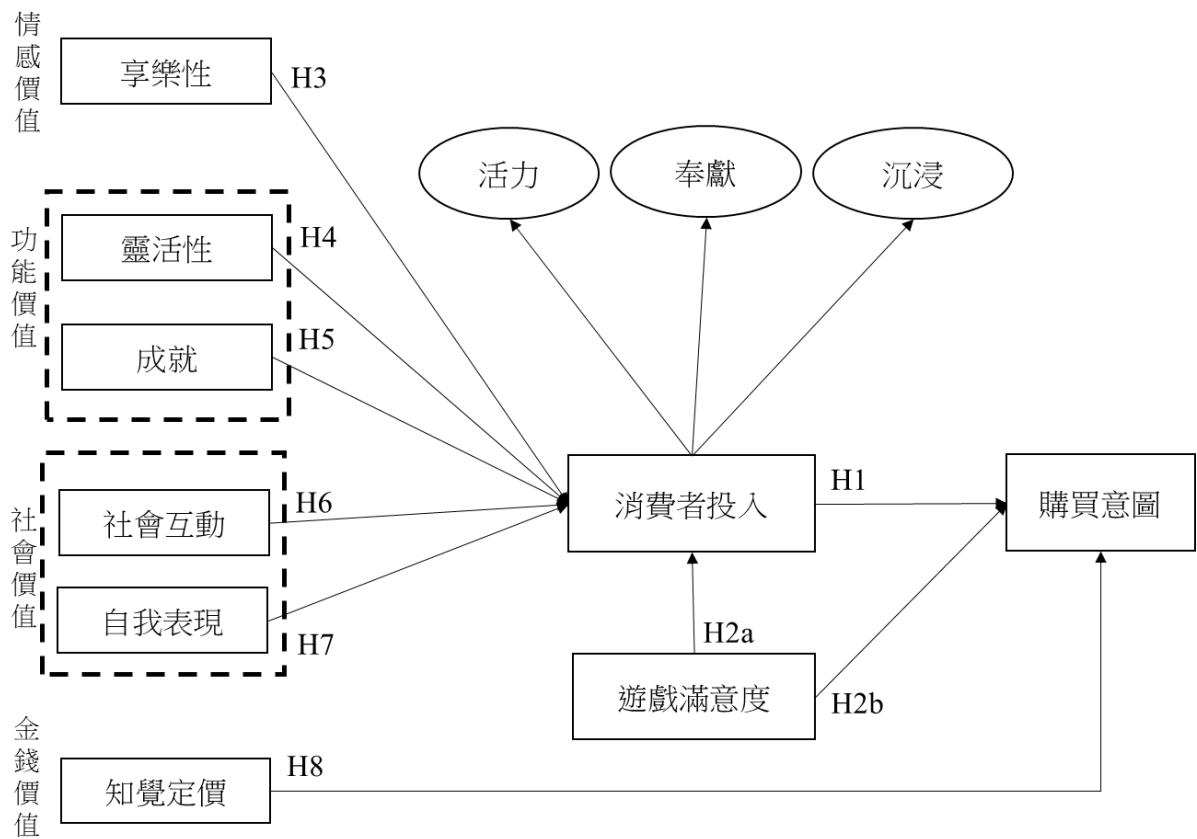 情感價值
享樂性
H3
活力
奉獻
沉浸
功能價值
靈活性
H4
成就
H5
社會價值
社會互動
H6
自我表現
H7
消費者投入
H1
購買意圖
H2a
遊戲滿意度
H2b
金錢價值
知覺定價
H8